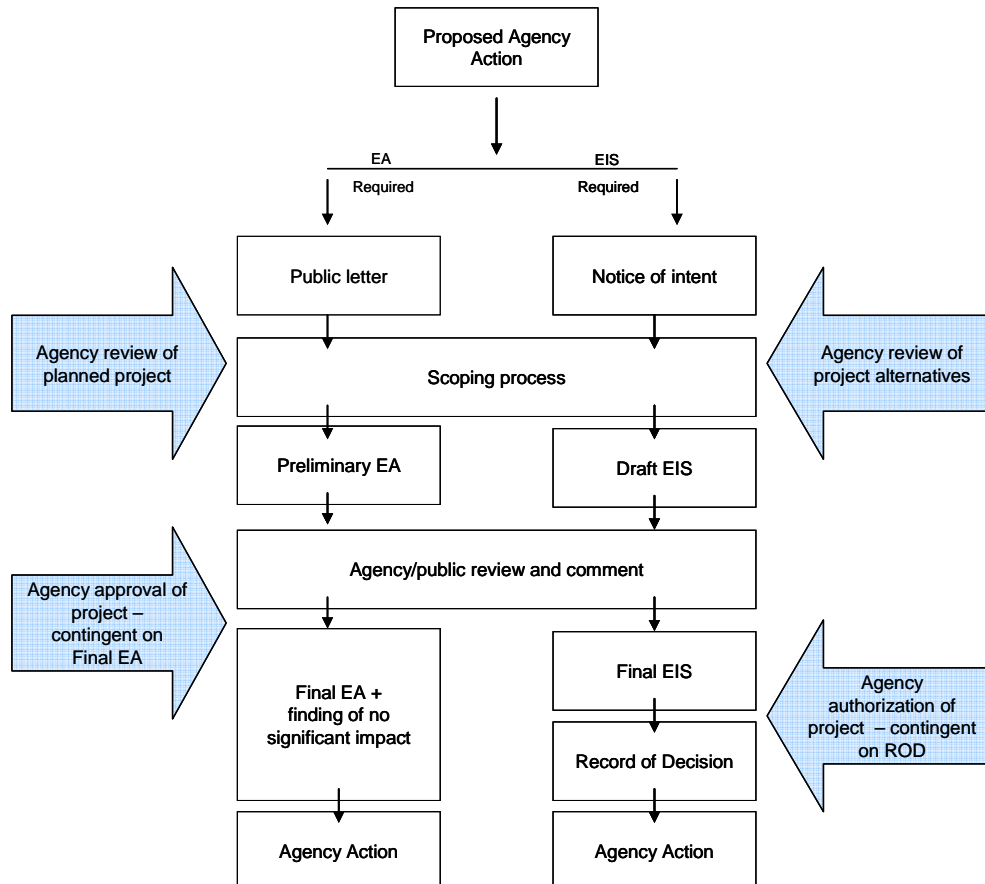 Proposed Agency
Action
EA
EIS
Required
Required
Public letter
Notice of intent
Agency review of
planned project
Scoping process
Agency review of
project alternatives
Preliminary EA
Draft EIS
Agency/public review and comment
Agency approval of
project –
contingent on
Final EA
Final EA +
finding of no
significant impact
Final EIS
Agency
authorization of
project – contingent
on ROD
Record of Decision
Agency Action
Agency Action